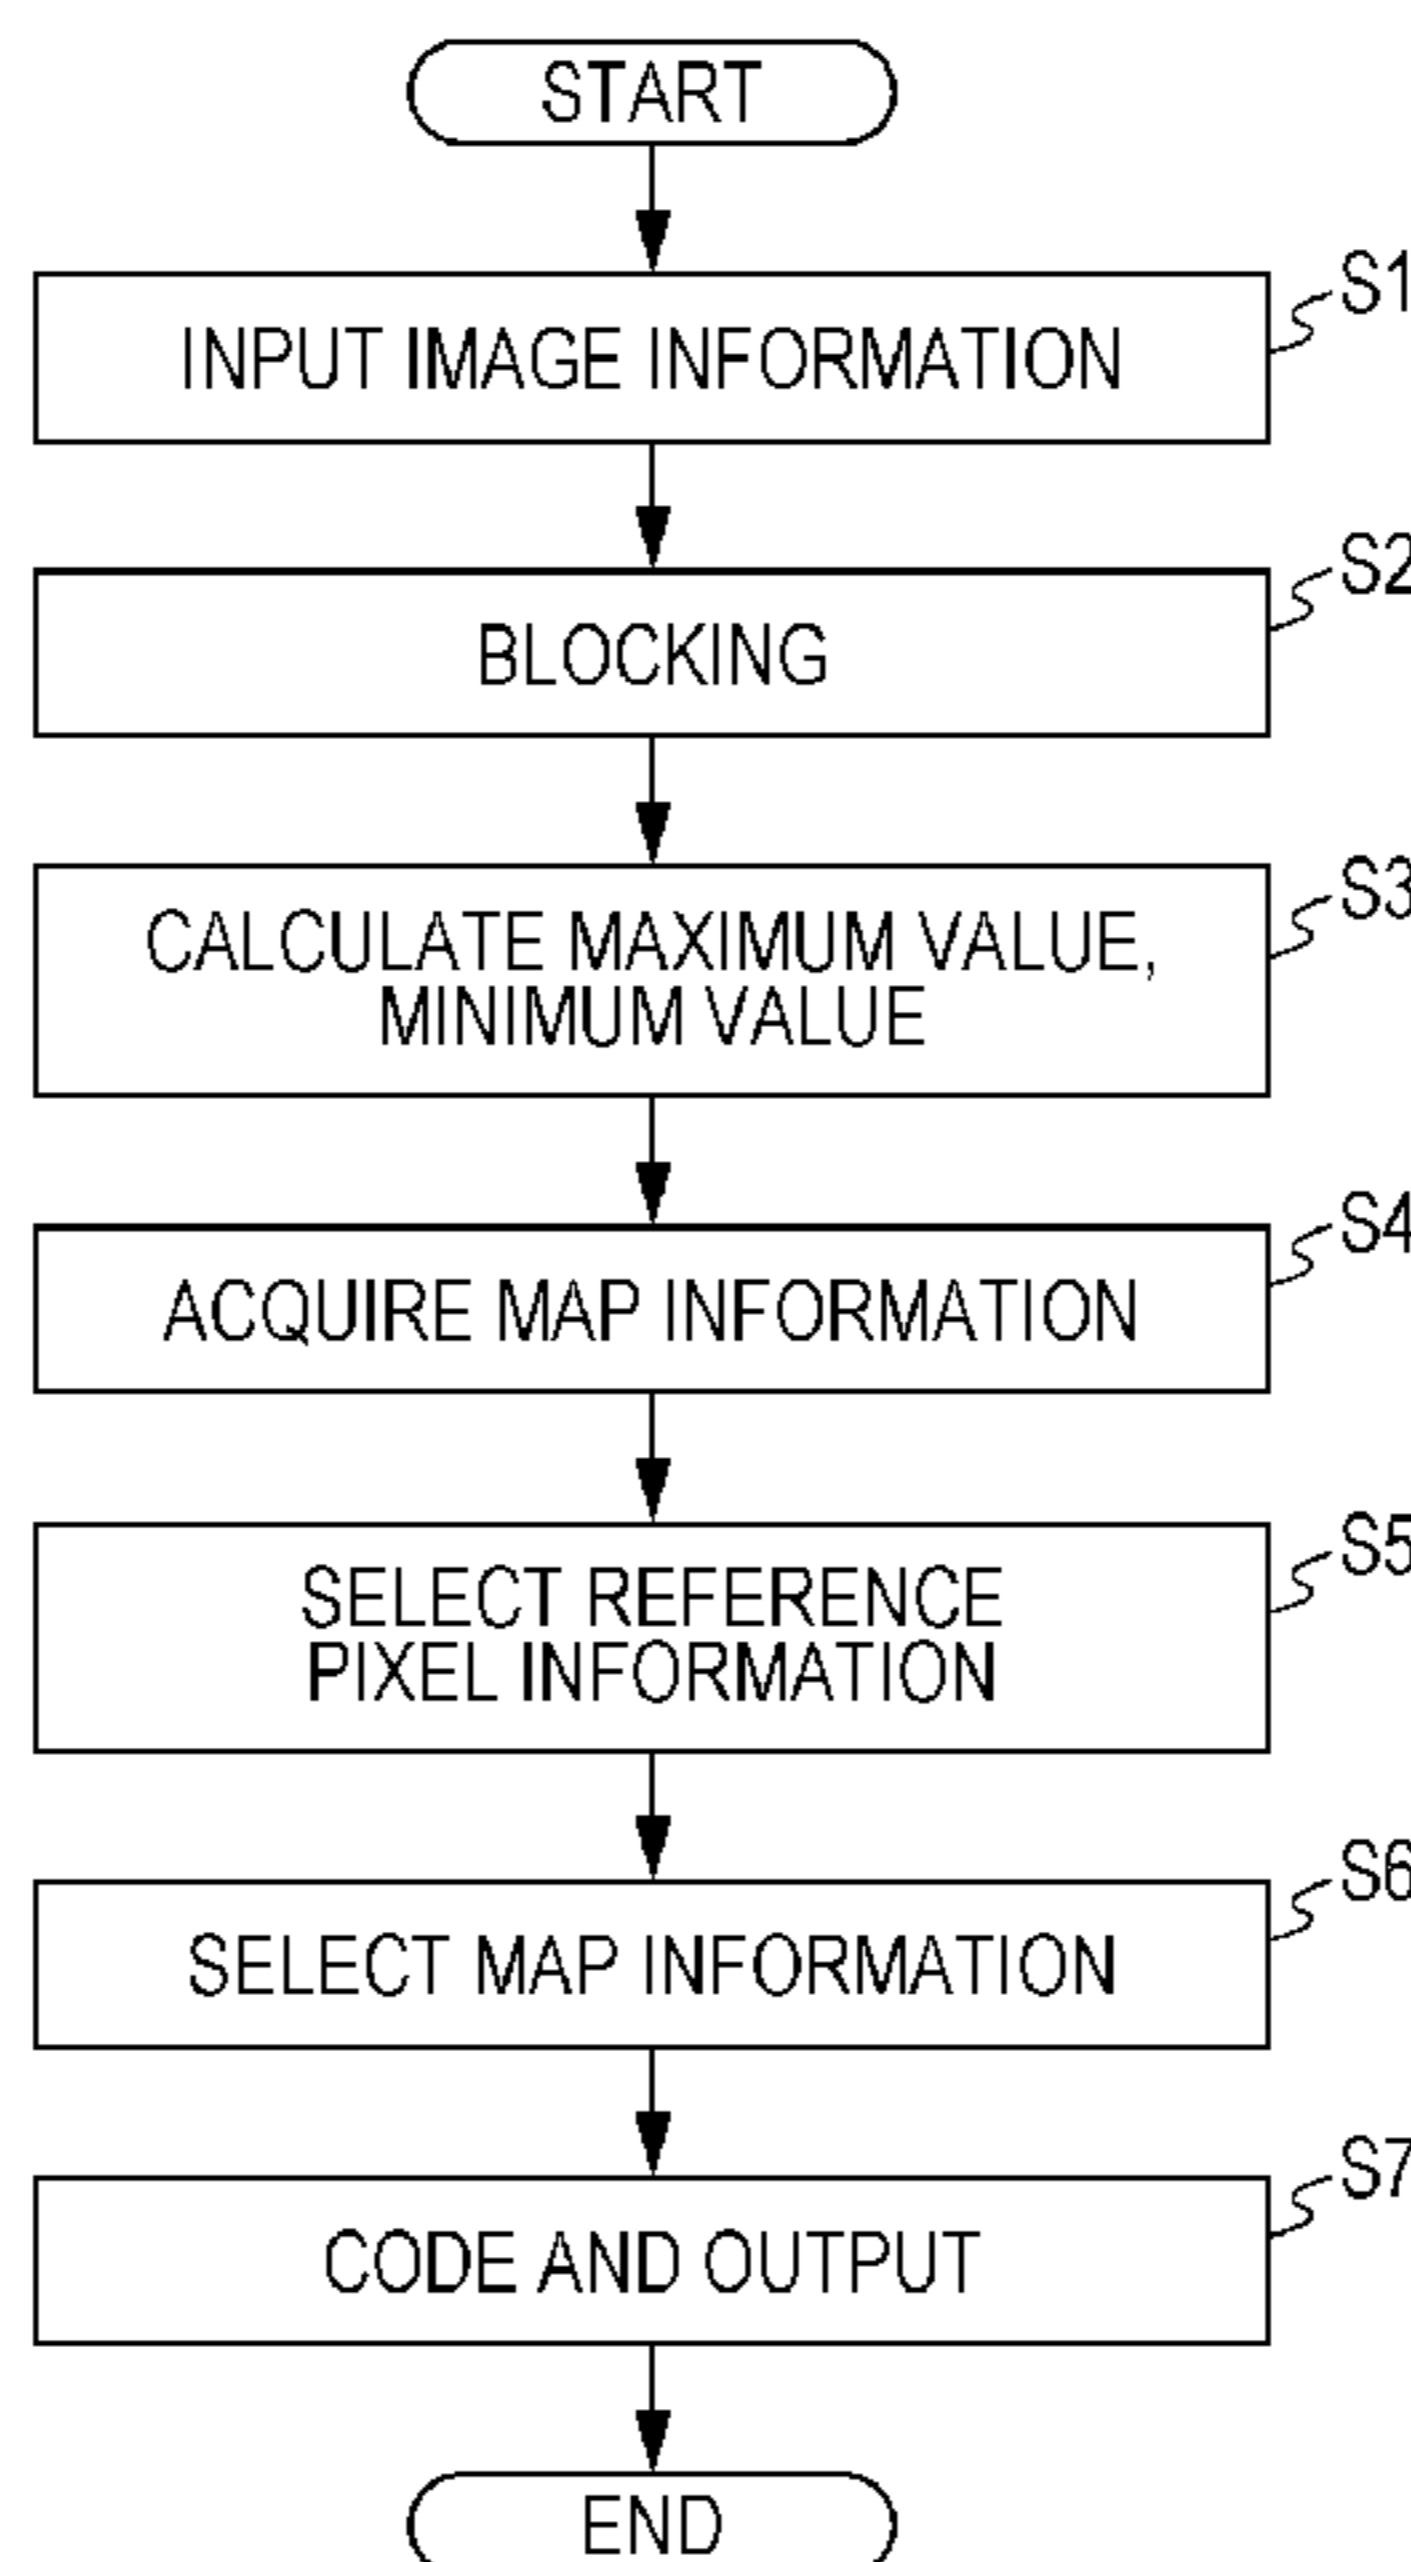 START
S1
INPUT IMAGE INFORMATION
S2
BLOCKING
S3
CALCULATE MAXIMUM VALUE,
MINIMUM VALUE
S4
ACQUIRE MAP INFORMATION
S5
SELECT REFERENCE
PIXEL INFORMATION
S6
SELECT MAP INFORMATION
S7
CODE AND OUTPUT
END